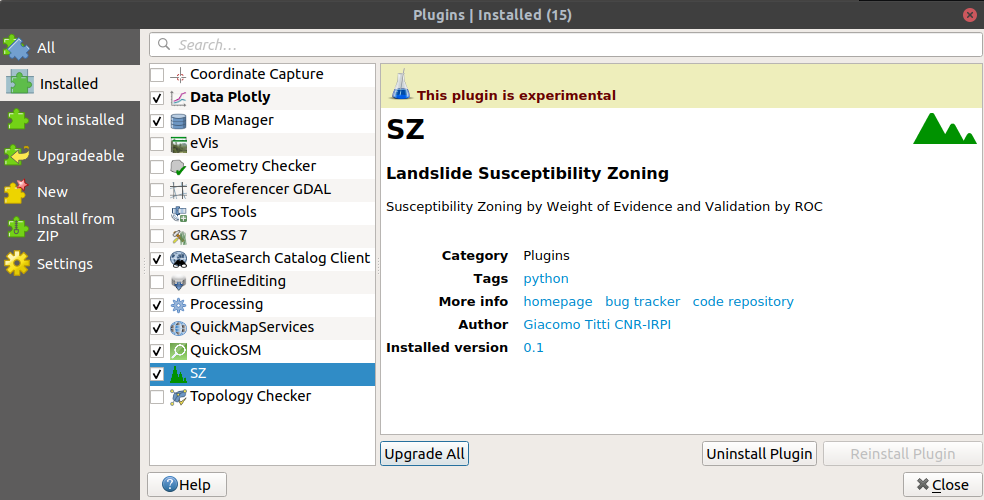 Plugins | Installed (15)
All
Installed
Not installed
Upgradeable
New
Install from
ZIP
Settings
Search...
Coordinate Capture
Data Plotly
DB Manager
eVis
Geometry Checker
Georeferencer GDAL
GPS Tools
GRASS 7
MetaSearch Catalog Client
OfflineEditing
Processing
QuickMapServices
QuickOSM
SZ
Topology Checker
This plugin is experimental
SZ
Landslide Susceptibility Zoning
Susceptibility Zoning by Weight of Evidence and Validation by ROC
Category Plugins
Tags python
More info homepage bug tracker code repository
Author Giacomo Titti CNR-IRPI
Installed version 0.1
Upgrade All
Uninstall Plugin
Reinstall Plugin
Help
Close